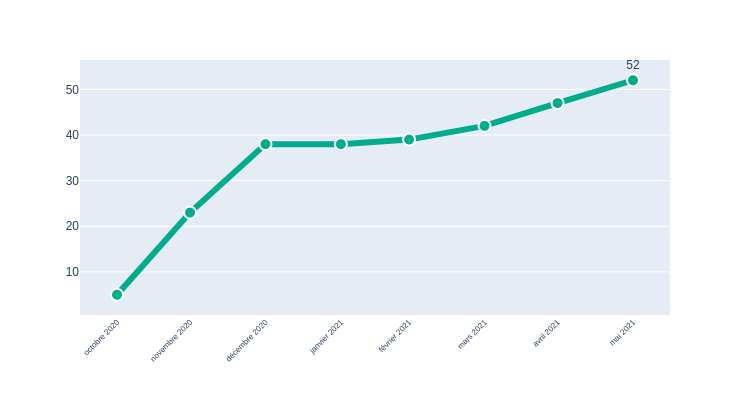 52
50
40
30
20
10
octobre 2020
novembre 2020
décembre 2020
janvier 2021
février 2021
mars 2021
avril 2021
mai 2021